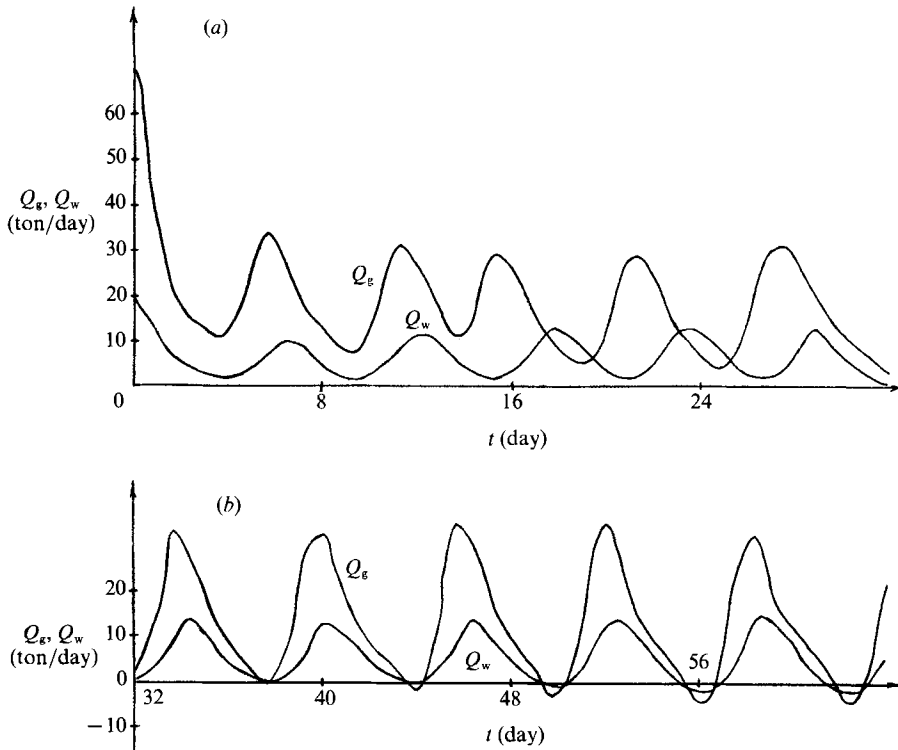 (a)
60
50
40
Q_g, Q_w
(ton/day)
30
20
10
Q_g
Q_w
0 8 16 24
t (day)
(b)
20
10
Q_g, Q_w
(ton/day)
0
−10
Q_g
Q_w
56
32 40 48
t (day)